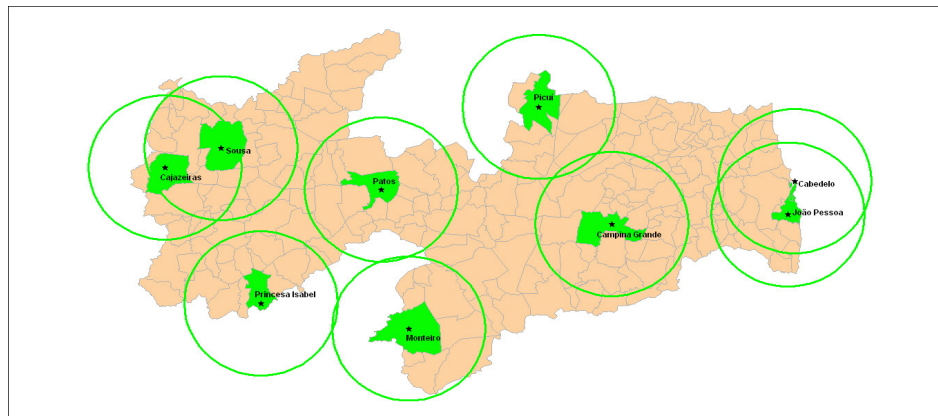 Picuí
Sousa
Cajazeiras
Patos
Cabedelo
João Pessoa
Campina Grande
Princesa Isabel
Monteiro